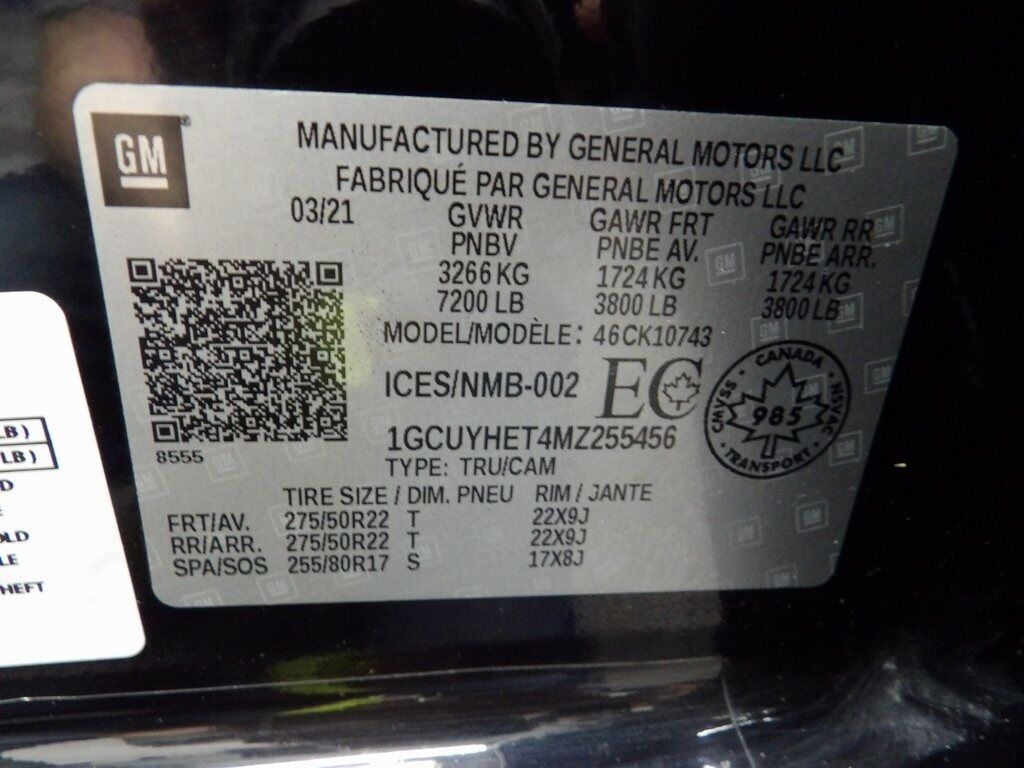 GM
MANUFACTURED BY GENERAL MOTORS LLC
FABRIQUÉ PAR GENERAL MOTORS LLC
03/21 GVWR GAWR FRT GAWR RR
PNBV PNBE AV. PNBE ARR.
3266 KG 1724 KG 1724 KG
7200 LB 3800 LB 3800 LB
MODEL/MODÈLE: 46CK10743
ICES/NMB-002 EC
CANADA
CMVSS 985 NSVAC
TRANSPORT
1GCUYHET4MZ255456
8555
TYPE: TRU/CAM
TIRE SIZE / DIM. PNEU RIM / JANTE
FRT/AV. 275/50R22 T 22X9J
RR/ARR. 275/50R22 T 22X9J
SPA/SOS 255/80R17 S 17X8J
LB )
LB )
D
E
OLD
LE
HEFT